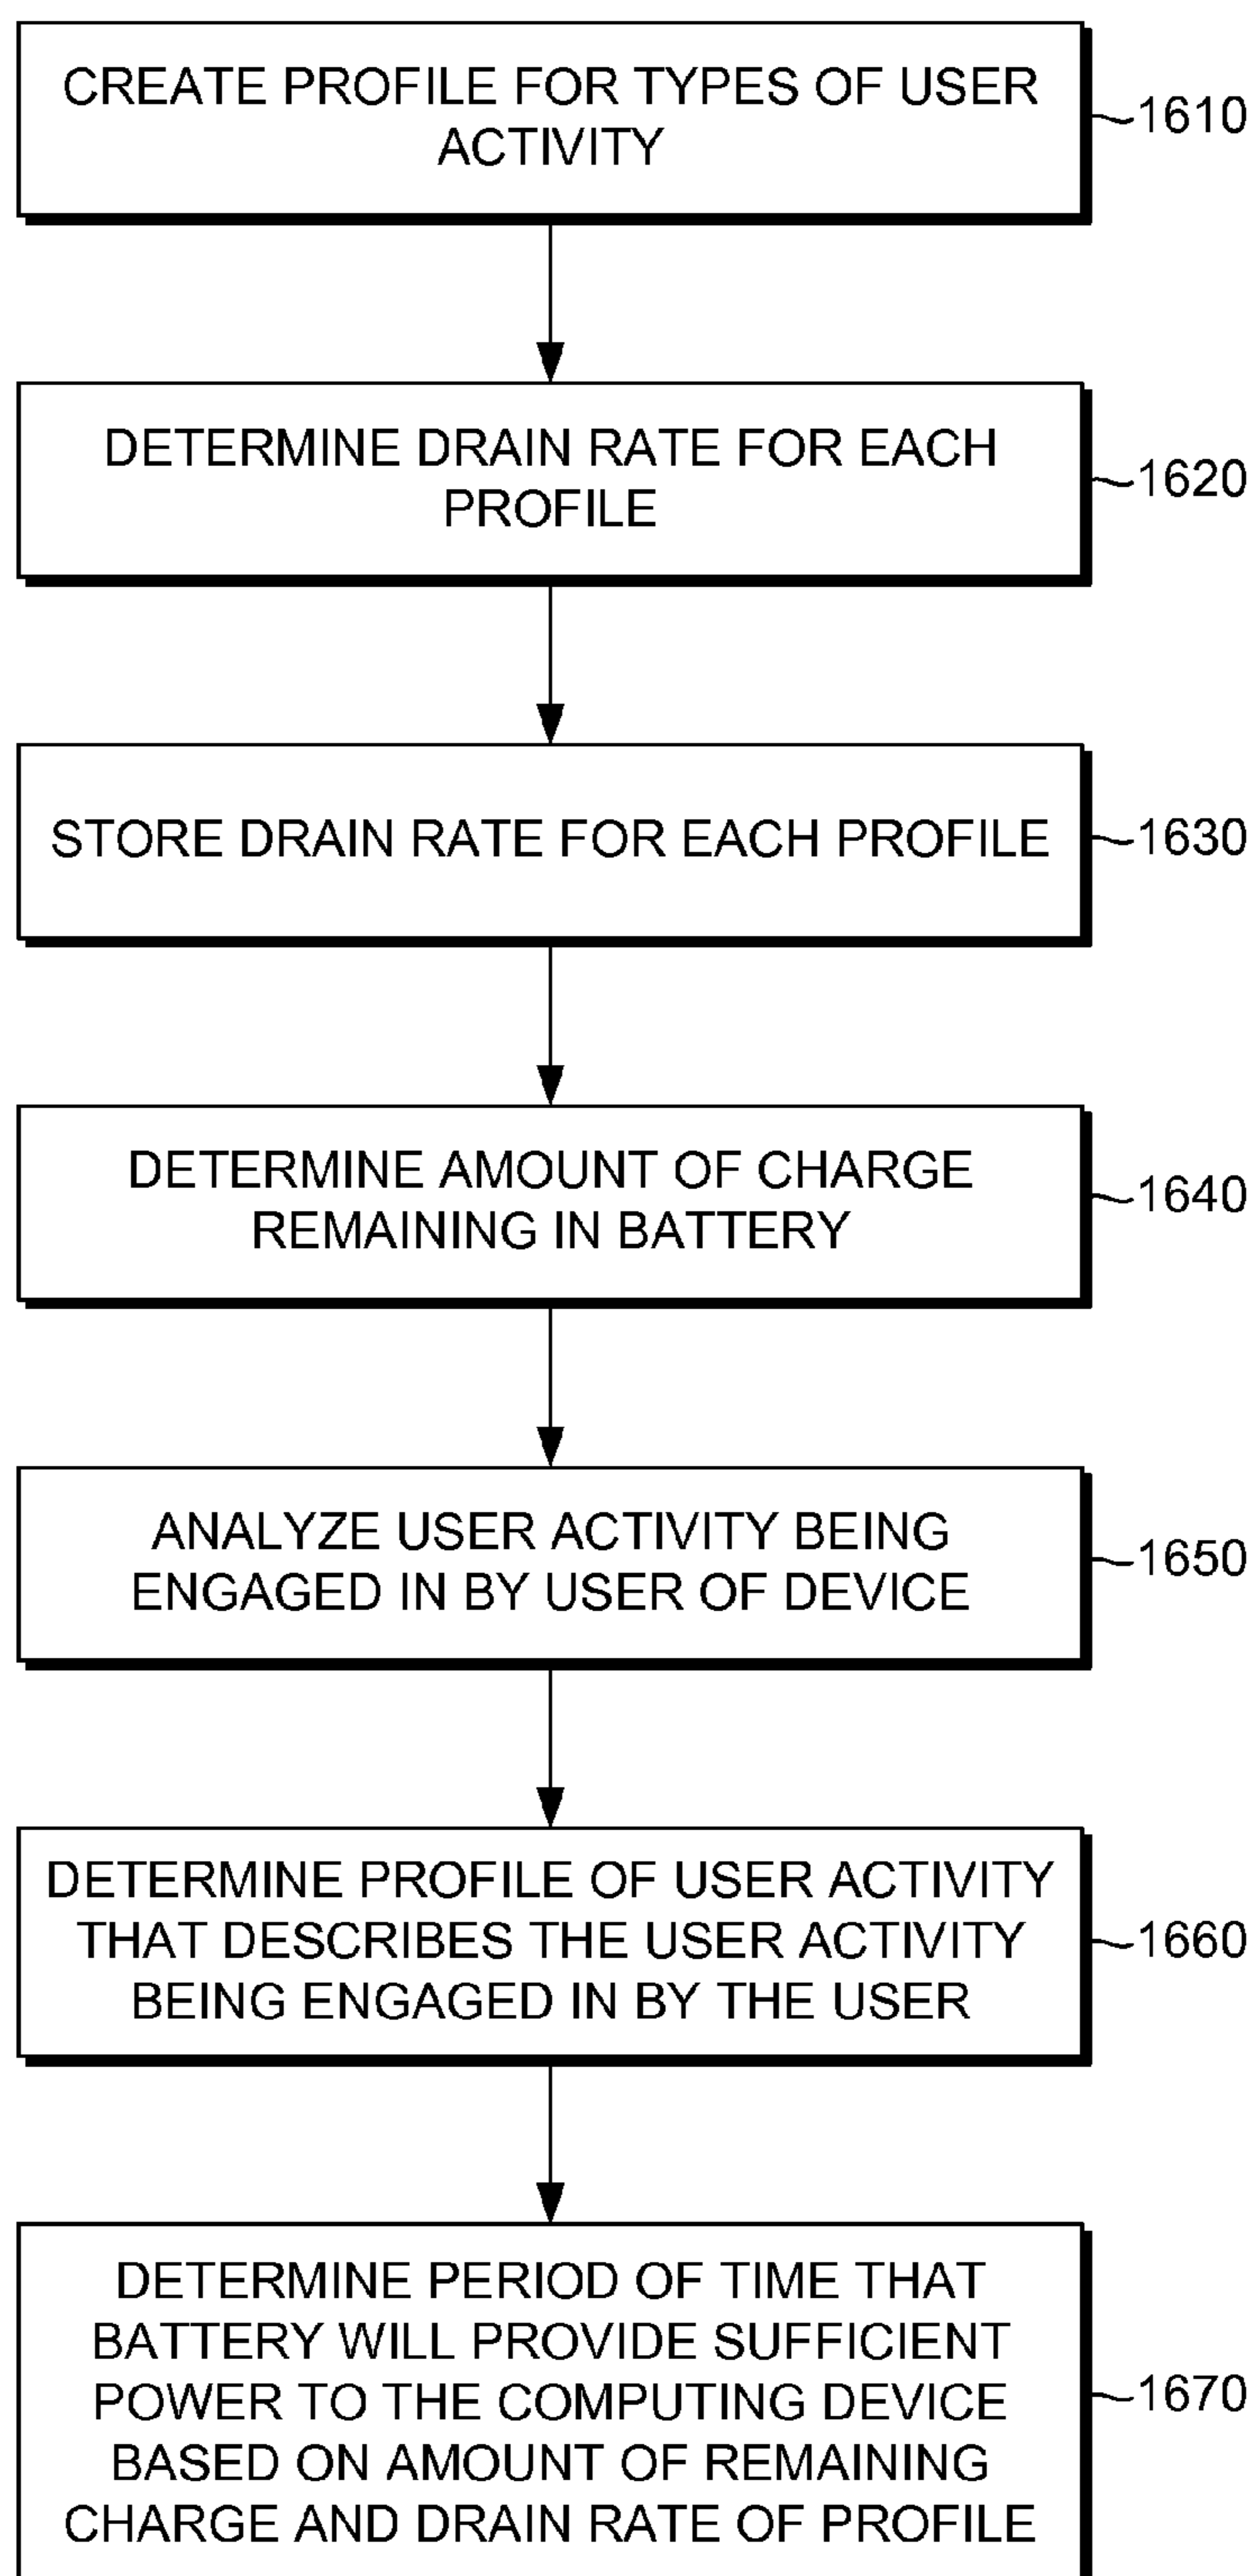 CREATE PROFILE FOR TYPES OF USER
ACTIVITY
1610
DETERMINE DRAIN RATE FOR EACH
PROFILE
1620
STORE DRAIN RATE FOR EACH PROFILE
1630
DETERMINE AMOUNT OF CHARGE
REMAINING IN BATTERY
1640
ANALYZE USER ACTIVITY BEING
ENGAGED IN BY USER OF DEVICE
1650
DETERMINE PROFILE OF USER ACTIVITY
THAT DESCRIBES THE USER ACTIVITY
BEING ENGAGED IN BY THE USER
1660
DETERMINE PERIOD OF TIME THAT
BATTERY WILL PROVIDE SUFFICIENT
POWER TO THE COMPUTING DEVICE
BASED ON AMOUNT OF REMAINING
CHARGE AND DRAIN RATE OF PROFILE
1670